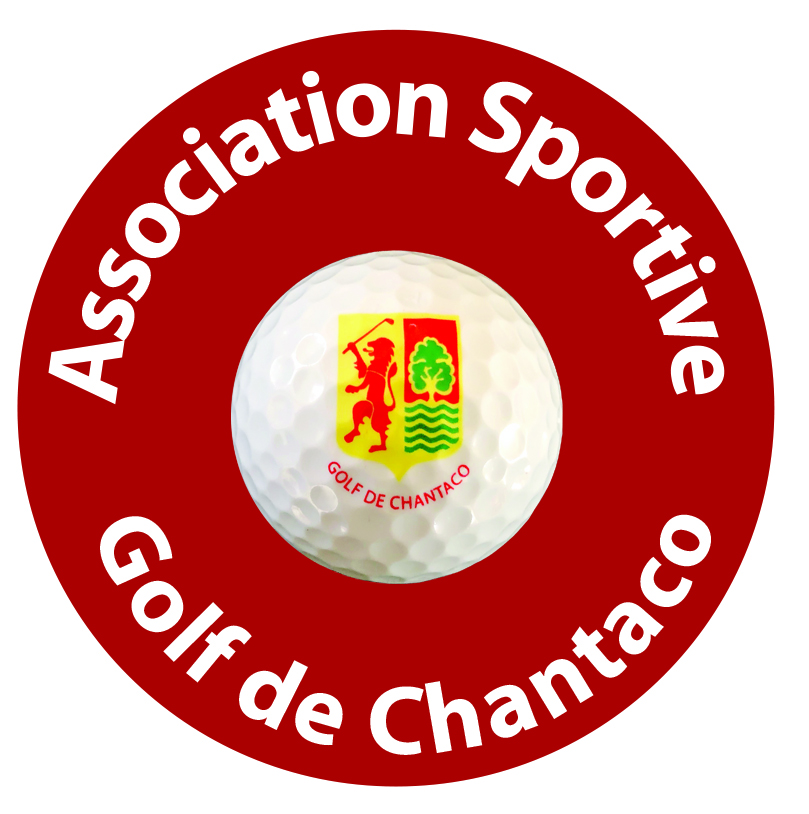 Association Sportive
GOLF DE CHANTACO
Golf de Chantaco